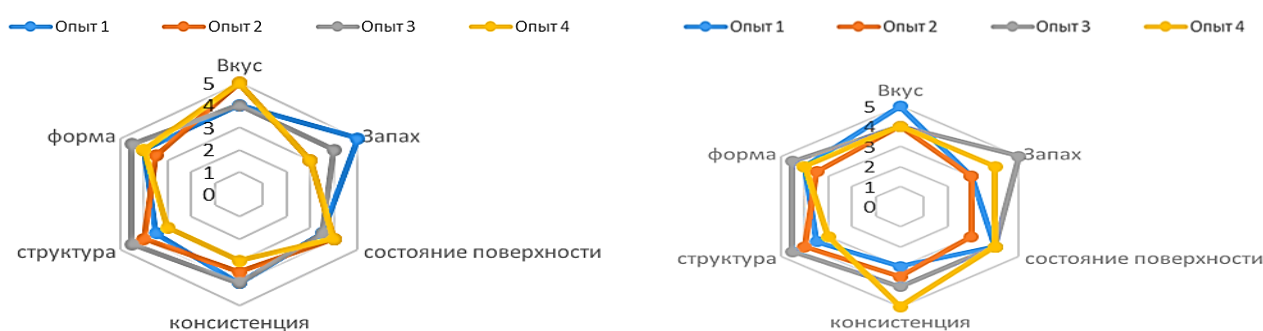 Опыт 1 Опыт 2 Опыт 3 Опыт 4
Вкус
5
4
3
2
1
0
форма
Запах
структура
состояние поверхности
консистенция
Опыт 1 Опыт 2 Опыт 3 Опыт 4
Вкус
5
4
3
2
1
0
форма
Запах
структура
состояние поверхности
консистенция